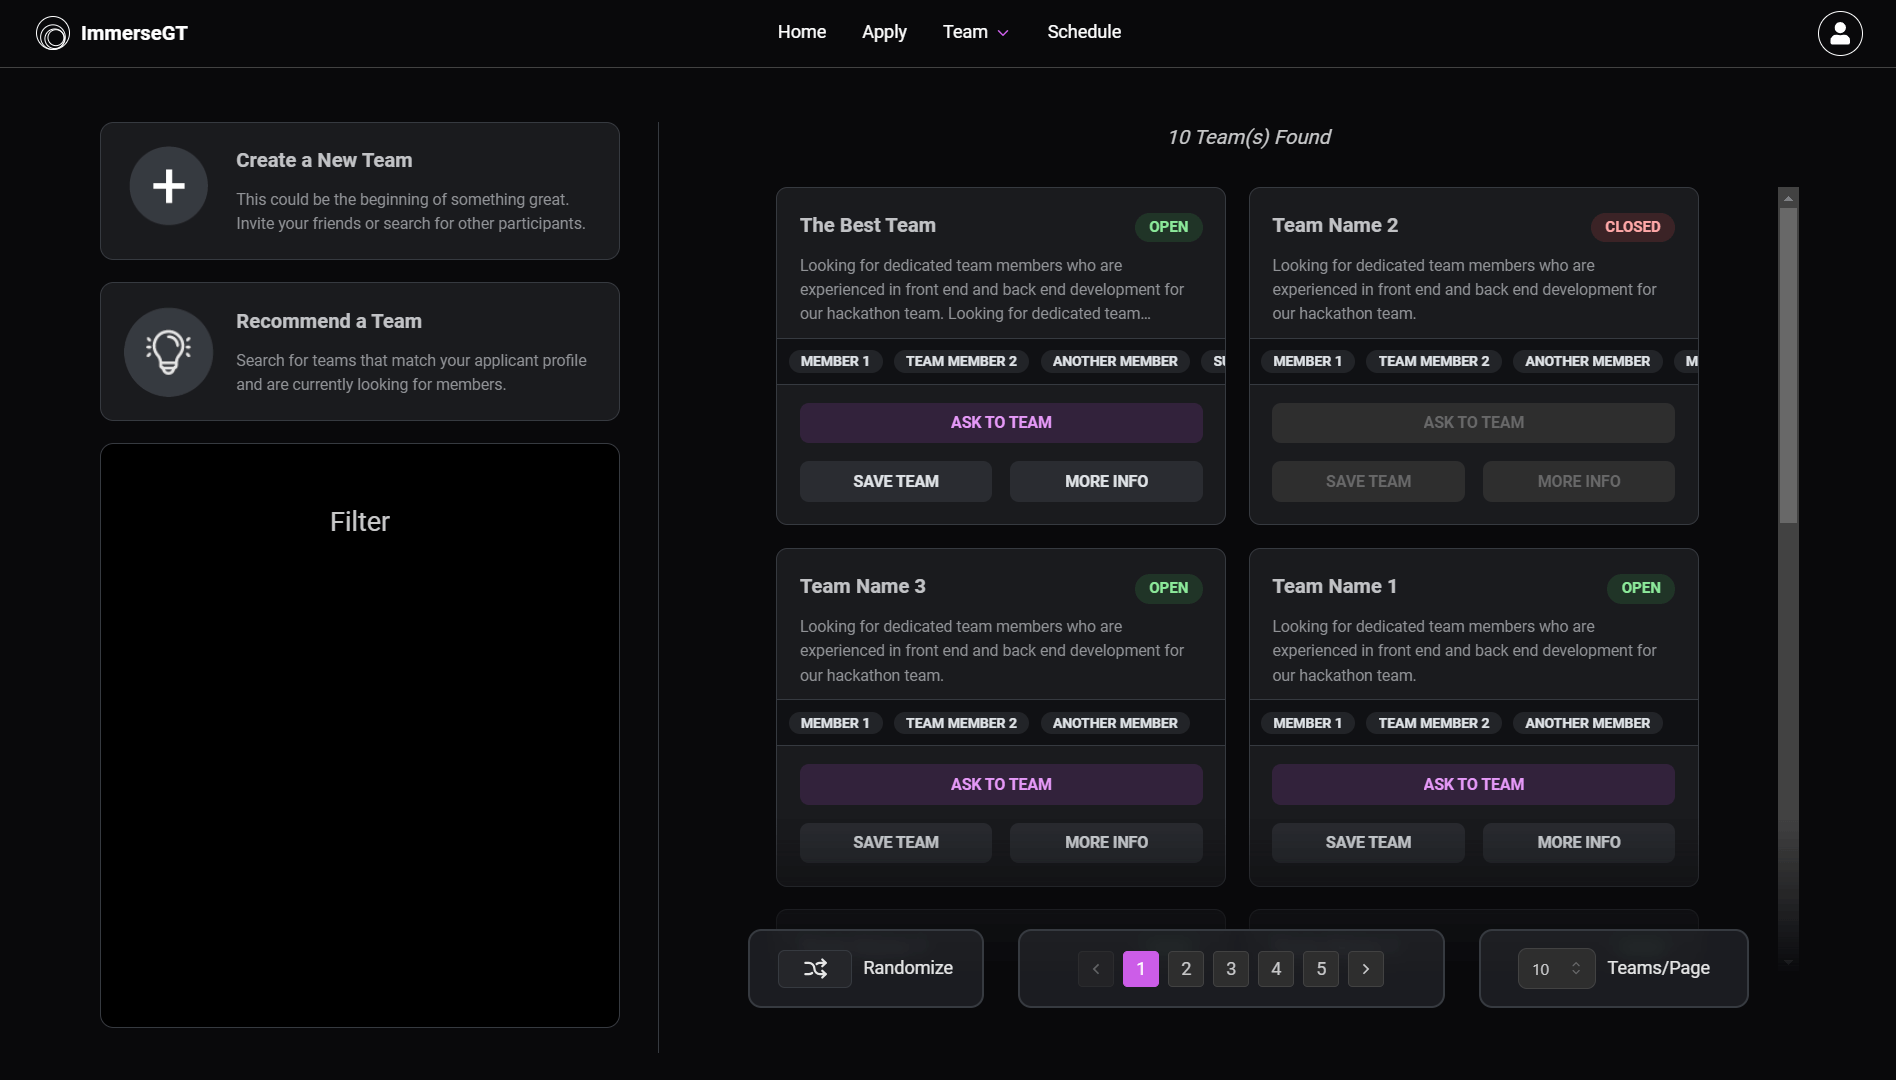 ImmerseGT
Home
Apply
Team
Schedule
Create a New Team
This could be the beginning of something great.
Invite your friends or search for other participants.
Recommend a Team
Search for teams that match your applicant profile
and are currently looking for members.
Filter
10 Team(s) Found
The Best Team
OPEN
Looking for dedicated team members who are
experienced in front end and back end development for
our hackathon team. Looking for dedicated team...
MEMBER 1
TEAM MEMBER 2
ANOTHER MEMBER
ASK TO TEAM
SAVE TEAM
MORE INFO
Team Name 2
CLOSED
Looking for dedicated team members who are
experienced in front end and back end development for
our hackathon team.
MEMBER 1
TEAM MEMBER 2
ANOTHER MEMBER
ASK TO TEAM
SAVE TEAM
MORE INFO
Team Name 3
OPEN
Looking for dedicated team members who are
experienced in front end and back end development for
our hackathon team.
MEMBER 1
TEAM MEMBER 2
ANOTHER MEMBER
ASK TO TEAM
SAVE TEAM
MORE INFO
Team Name 1
OPEN
Looking for dedicated team members who are
experienced in front end and back end development for
our hackathon team.
MEMBER 1
TEAM MEMBER 2
ANOTHER MEMBER
ASK TO TEAM
SAVE TEAM
MORE INFO
Randomize
1 2 3 4 5
10
Teams/Page